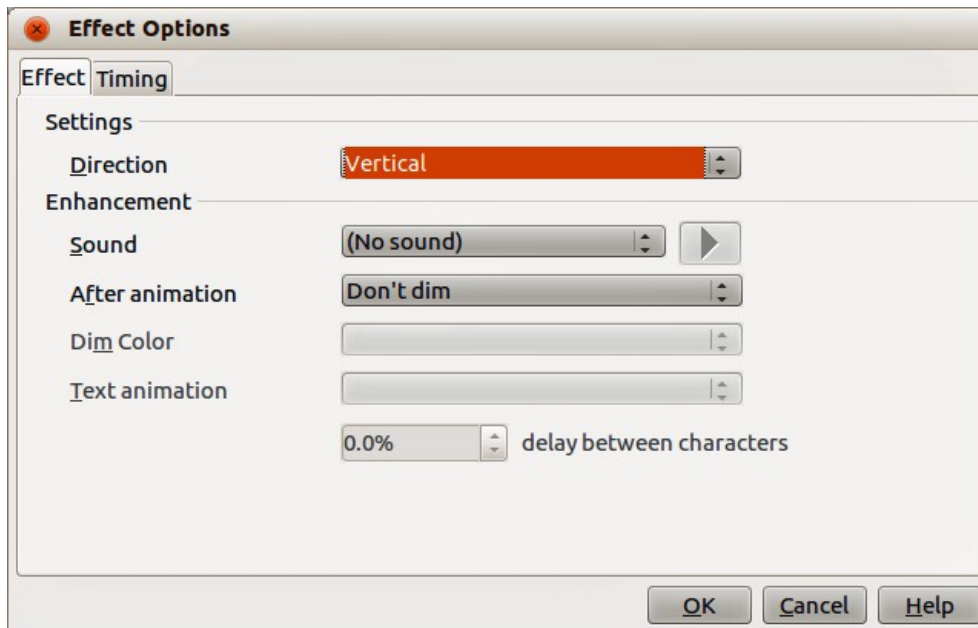 Effect Options
Effect Timing
Settings
Direction Vertical
Enhancement
Sound (No sound)
After animation Don't dim
Dim Color
Text animation
0.0% delay between characters
OK Cancel Help